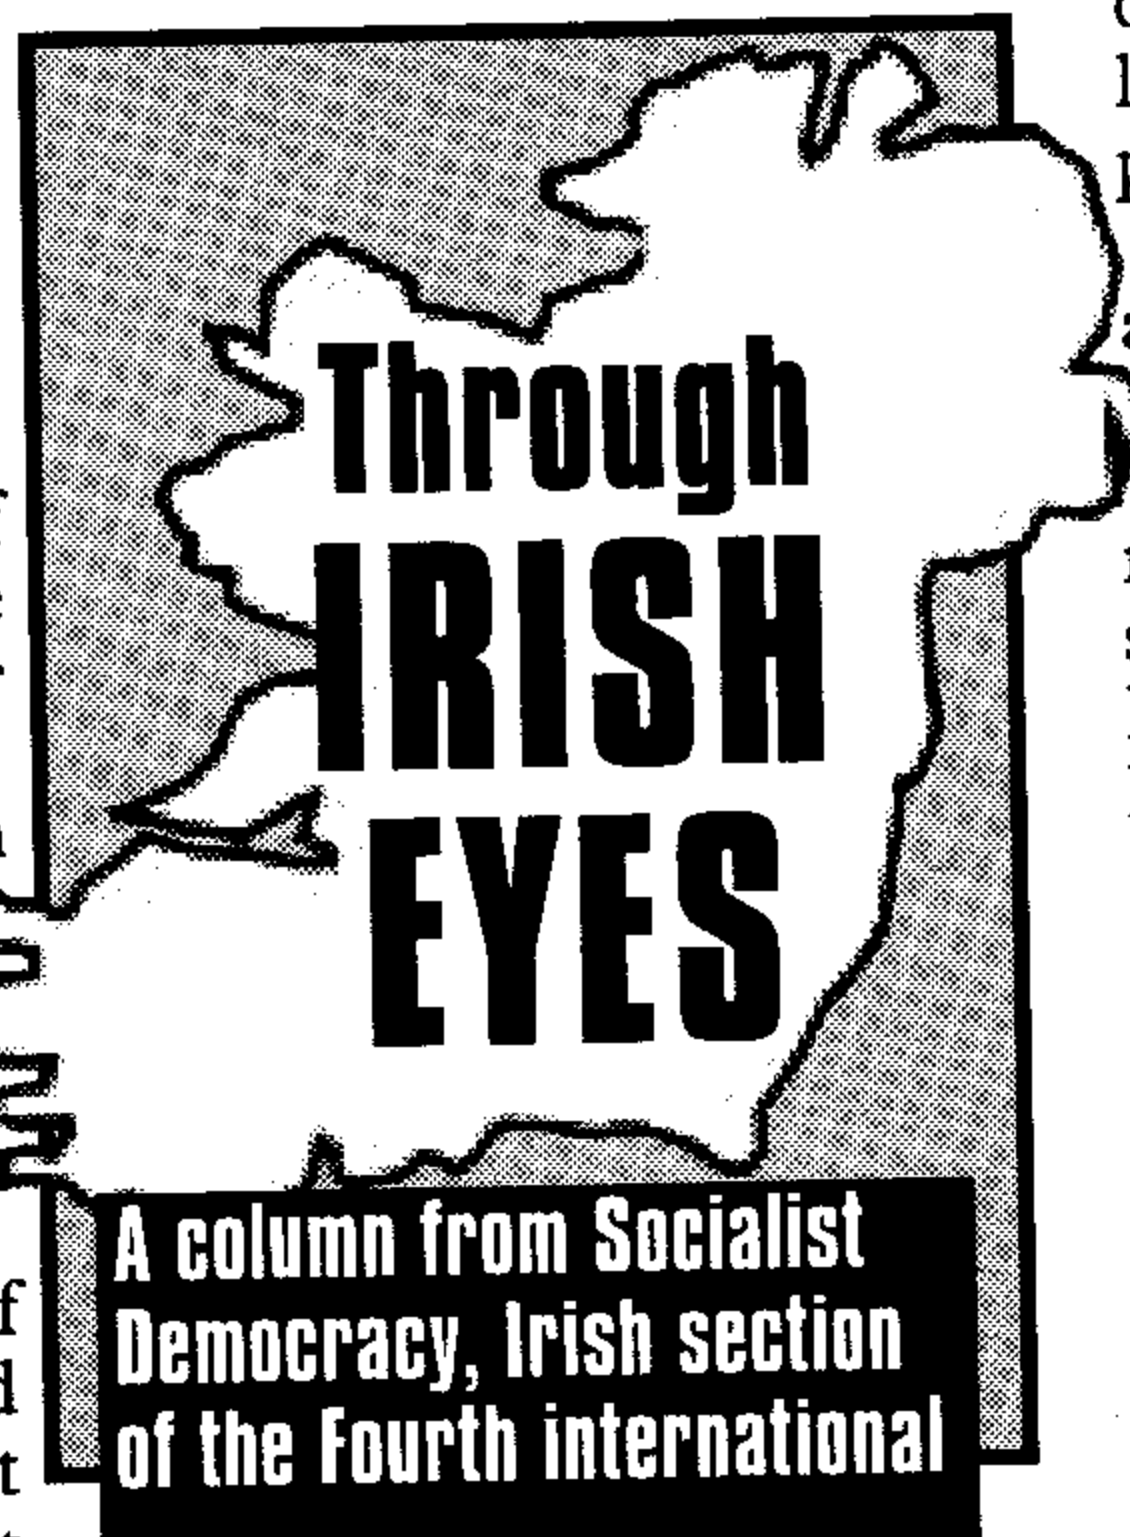 Through
IRISH
EYES
A column from Socialist
Democracy, Irish section
of the Fourth international